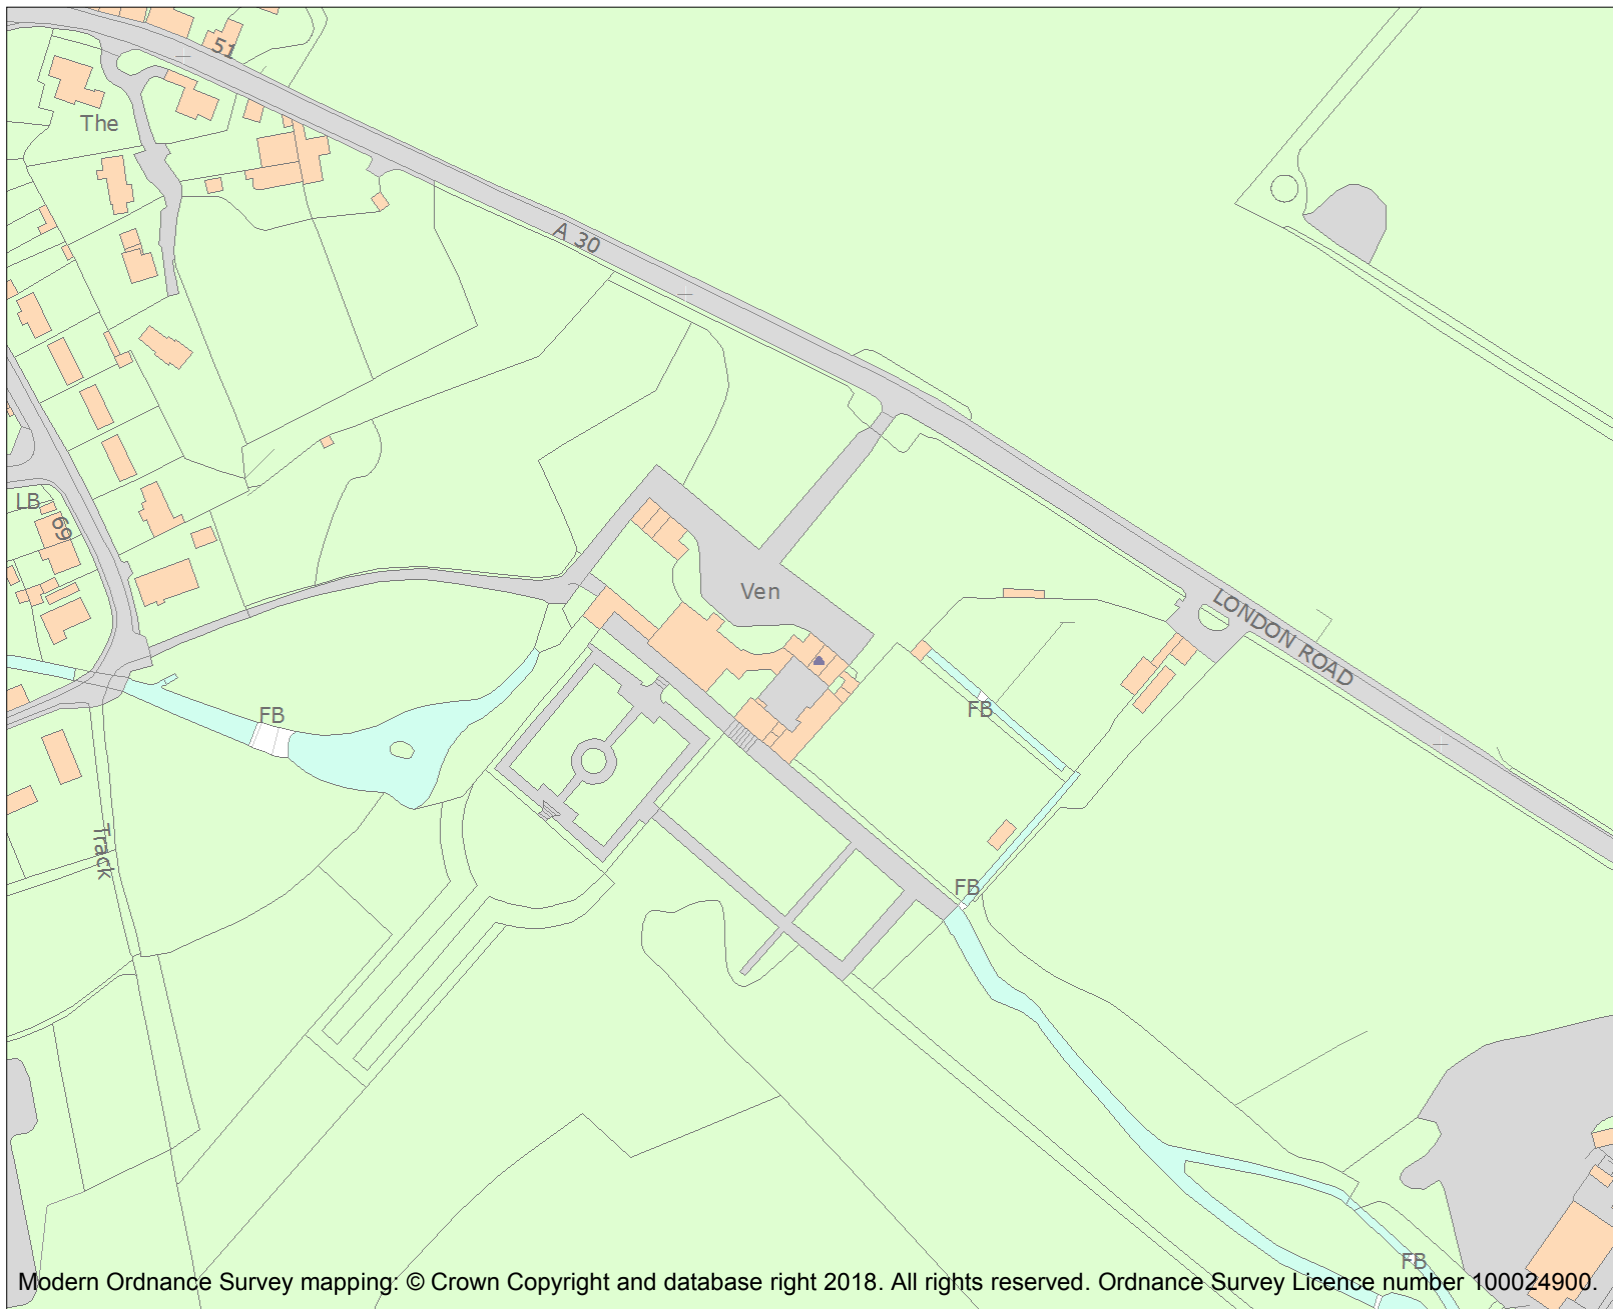 51
The
A 30
LB
69
Ven
LONDON ROAD
FB
FB
Track
FB
FB
Modern Ordnance Survey mapping: © Crown Copyright and database right 2018. All rights reserved. Ordnance Survey Licence number 100024900.